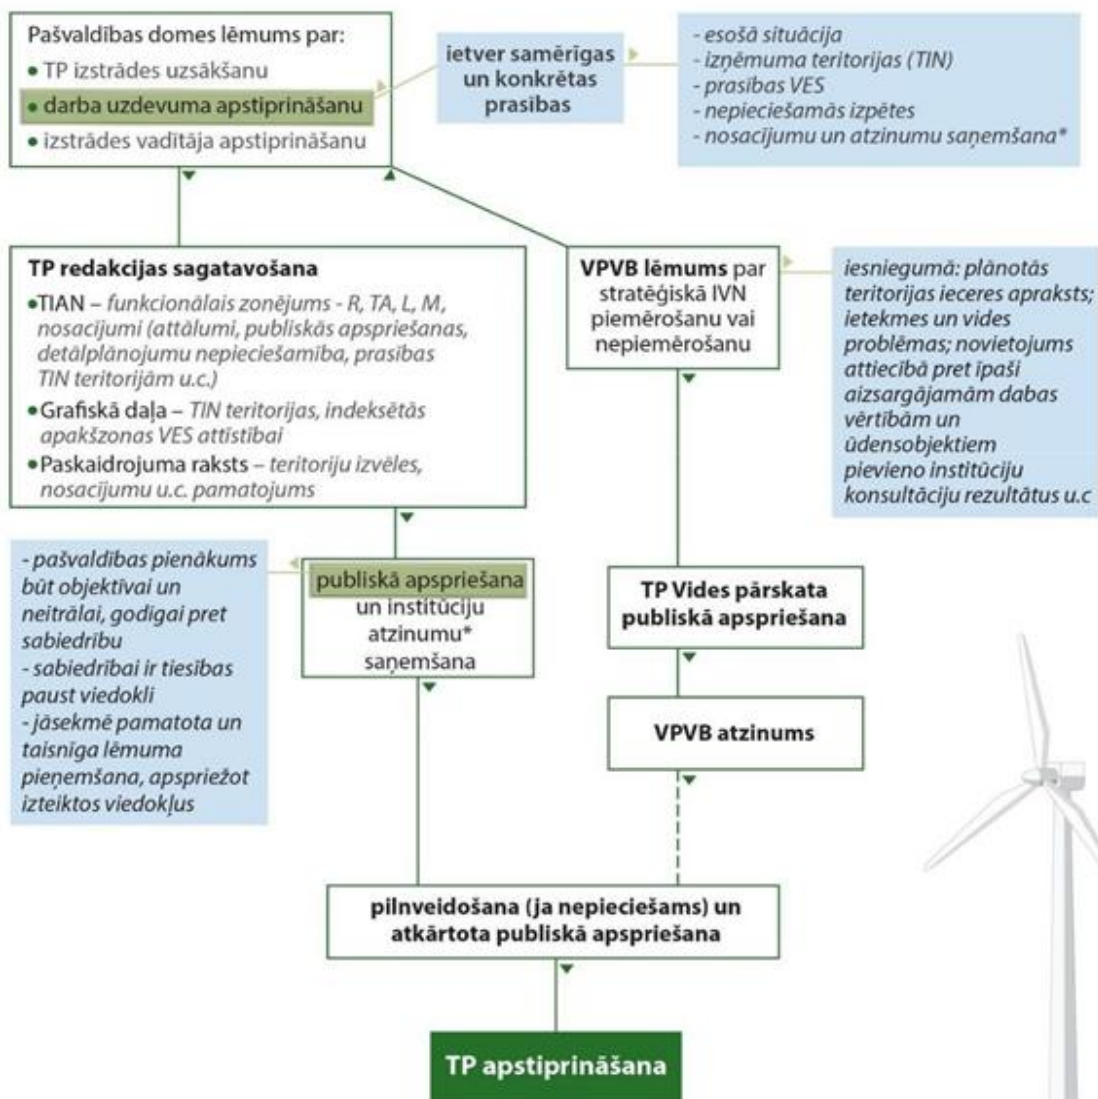 Pašvaldības domes lēmums par:
• TP izstrādes uzsākšanu
• darba uzdevuma apstiprināšanu
• izstrādes vadītāja apstiprināšanu
ietver samērīgas
un konkrētas
prasības
- esošā situācija
- izņēmuma teritorijas (TIN)
- prasības VES
- nepieciešamās izpētes
- nosacījumu un atzinumu saņemšana*
TP redakcijas sagatavošana
• TIAN – funkcionālais zonējums - R, TA, L, M,
nosacījumi (attālumi, publiskās apspriešanas,
detālplānojumu nepieciešamība, prasības
TIN teritorijām u.c.)
• Grafiskā daļa – TIN teritorijas, indeksētās
apakšzonas VES attīstībai
• Paskaidrojuma raksts – teritoriju izvēles,
nosacījumu u.c. pamatojums
VPVB lēmums par
stratēģiskā IVN
piemērošanu vai
nepiemērošanu
iesniegumā: plānotās
teritorijas ieceres apraksts;
ietekmes un vides
problēmas; novietojums
attiecībā pret īpaši
aizsargājamām dabas
vērtībām un
ūdensobjektiem
pievieno institūciju
konsultāciju rezultātus u.c
- pašvaldības pienākums
būt objektīvai un
neitrālai, godīgai pret
sabiedrību
- sabiedrībai ir tiesības
paust viedokli
- jāsekmē pamatota un
taisnīga lēmuma
pieņemšana, apspriežot
izteiktos viedokļus
publiskā apspriešana
un institūciju
atzinumu*
saņemšana
TP Vides pārskata
publiskā apspriešana
VPVB atzinums
pilnveidošana (ja nepieciešams) un
atkārtota publiskā apspriešana
TP apstiprināšana